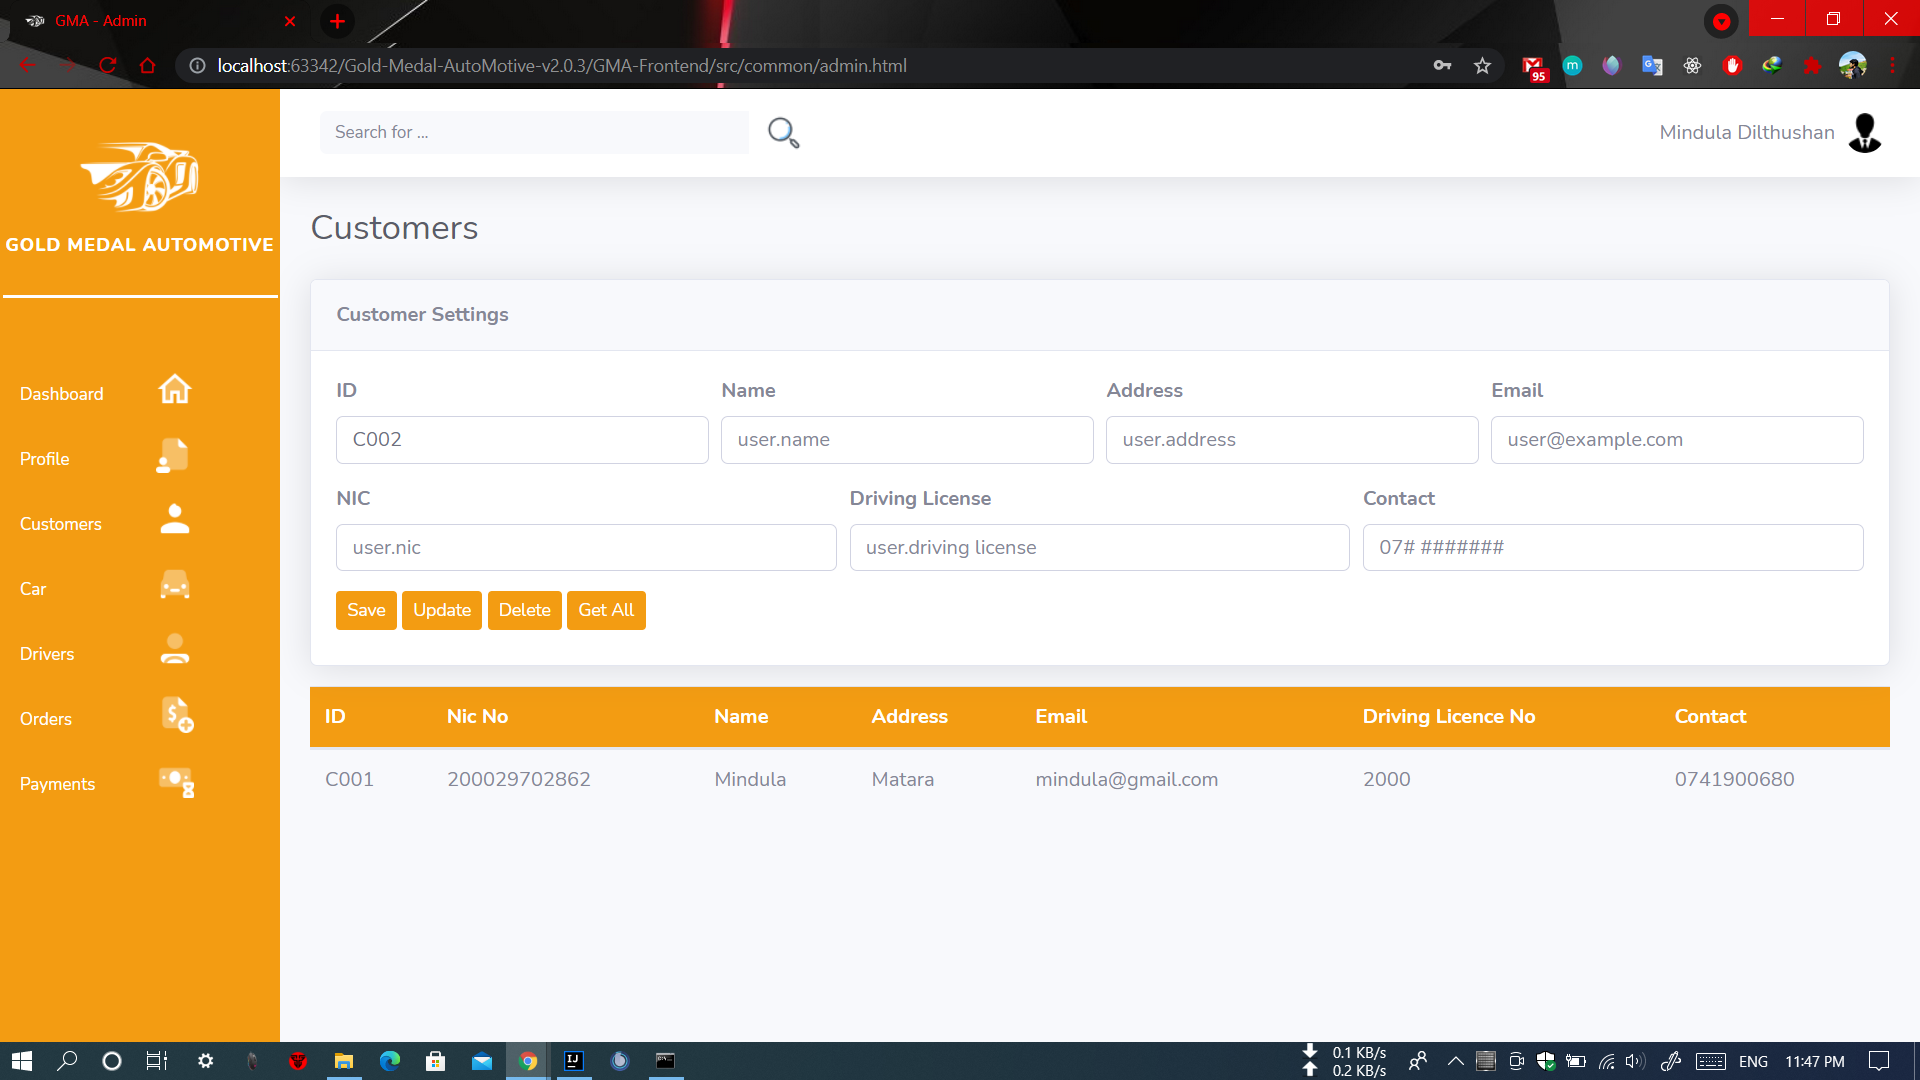 GMA - Admin
localhost:63342/Gold-Medal-AutoMotive-v2.0.3/GMA-Frontend/src/common/admin.html
95
m
Search for ...
Mindula Dilthushan
GOLD MEDAL AUTOMOTIVE
Dashboard
Profile
Customers
Car
Drivers
Orders
Payments
Customers
Customer Settings
ID Name Address Email
C002 user.name user.address user@example.com
NIC Driving License Contact
user.nic user.driving license 07# #######
Save Update Delete Get All
ID Nic No Name Address Email Driving Licence No Contact
C001 200029702862 Mindula Matara mindula@gmail.com 2000 0741900680
IJ
0.1 KB/s
0.2 KB/s
ENG 11:47 PM